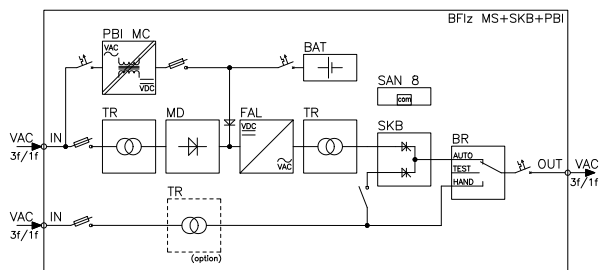 BFIz MS+SKB+PBI
PBI MC
VAC
VDC
BAT
SAN 8
com
TR
MD
FAL
VDC
VAC
TR
SKB
BR
AUTO
TEST
HAND
VAC
3f/1f
IN
OUT
VAC
3f/1f
VAC
3f/1f
IN
TR
(option)